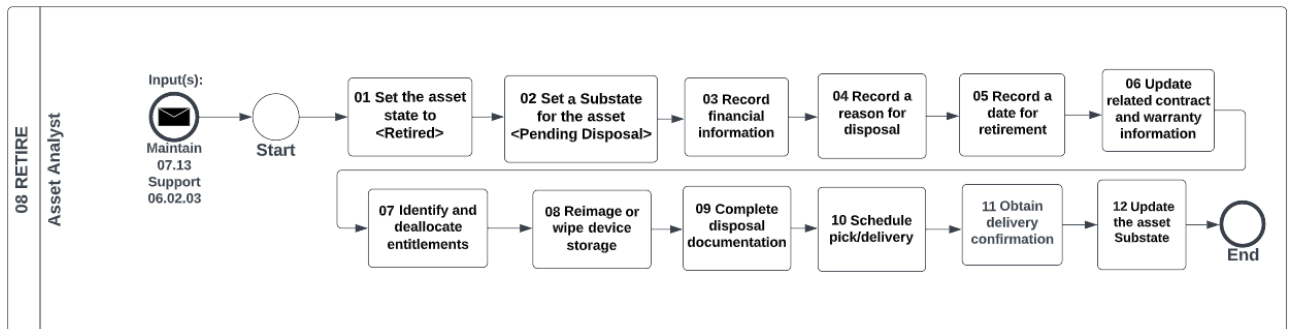 08 RETIRE
Asset Analyst
Input(s):
Maintain
07.13
Support
06.02.03
Start
01 Set the asset
state to
<Retired>
02 Set a Substate
for the asset
<Pending Disposal>
03 Record
financial
information
04 Record a
reason for
disposal
05 Record a
date for
retirement
06 Update
related contract
and warranty
information
07 Identify and
deallocate
entitlements
08 Reimage or
wipe device
storage
09 Complete
disposal
documentation
10 Schedule
pick/delivery
11 Obtain
delivery
confirmation
12 Update
the asset
Substate
End